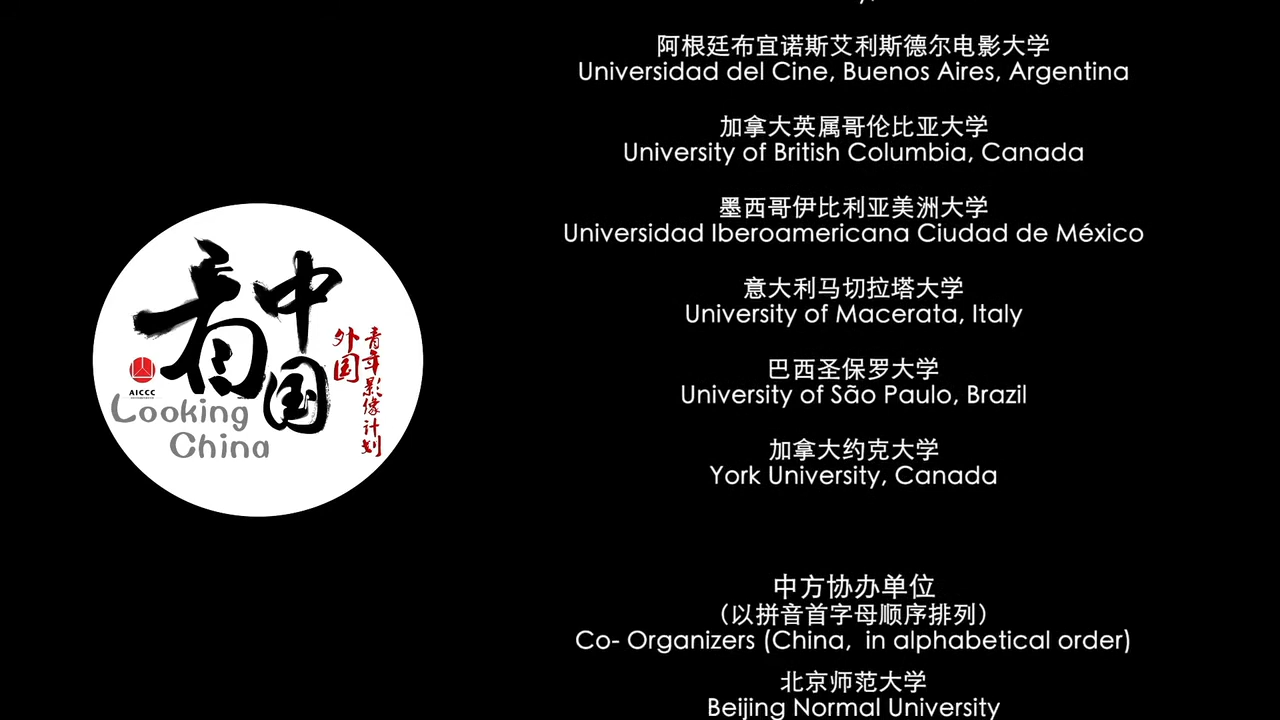 阿根廷布宜诺斯艾利斯德尔电影大学
Universidad del Cine, Buenos Aires, Argentina
加拿大英属哥伦比亚大学
University of British Columbia, Canada
墨西哥伊比利亚美洲大学
Universidad Iberoamericana Ciudad de México
意大利马切拉塔大学
University of Macerata, Italy
巴西圣保罗大学
University of São Paulo, Brazil
加拿大约克大学
York University, Canada
中方协办单位
（以拼音首字母顺序排列）
Co- Organizers (China,  in alphabetical order)
北京师范大学
Beijing Normal University
看中国
外国
青年影像计划
AICCC
Looking
China